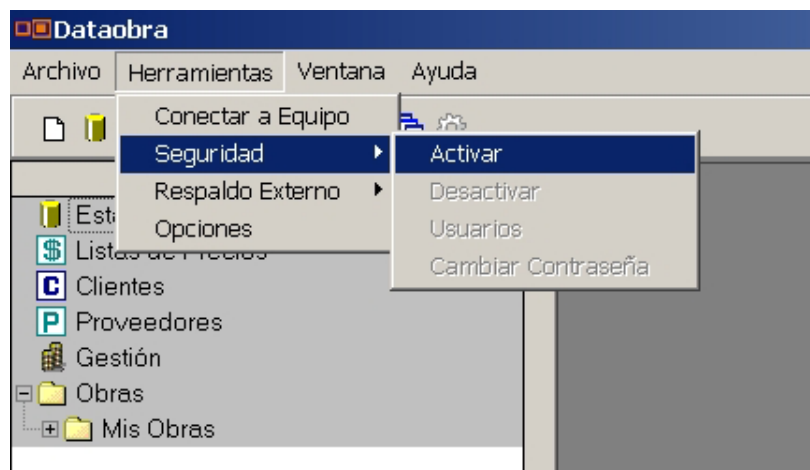 Dataobra
Archivo Herramientas Ventana Ayuda
Conectar a Equipo
Seguridad Activar
Respaldo Externo Desactivar
Opciones Usuarios
Cambiar Contraseña
$ Listas de Precios
C Clientes
P Proveedores
Gestión
Obras
Mis Obras